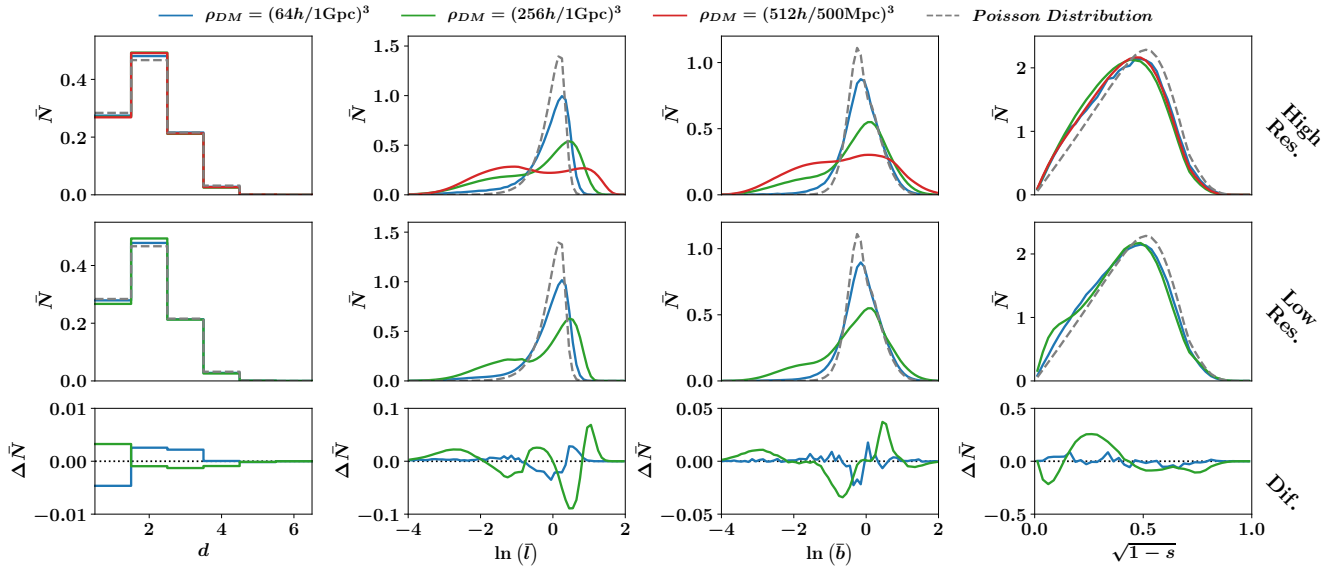 ρ_DM = (64h/1Gpc)³ ρ_DM = (256h/1Gpc)³ ρ_DM = (512h/500Mpc)³ Poisson Distribution
N̄ 0.4 0.2 0.0
N̄ 1.5 1.0 0.5 0.0
N̄ 1.0 0.5 0.0
N̄ 2 1 0
High Res.
N̄ 0.4 0.2 0.0
N̄ 1.5 1.0 0.5 0.0
N̄ 1.0 0.5 0.0
N̄ 2 1 0
Low Res.
Δ N̄ 0.01 0.00 −0.01
Δ N̄ 0.1 0.0 −0.1
Δ N̄ 0.05 0.00 −0.05
Δ N̄ 0.5 0.0 −0.5
Dif.
2 4 6
−4 −2 0 2
−4 −2 0 2
0.0 0.5 1.0
d
ln (l̄)
ln (b̄)
√1 − s